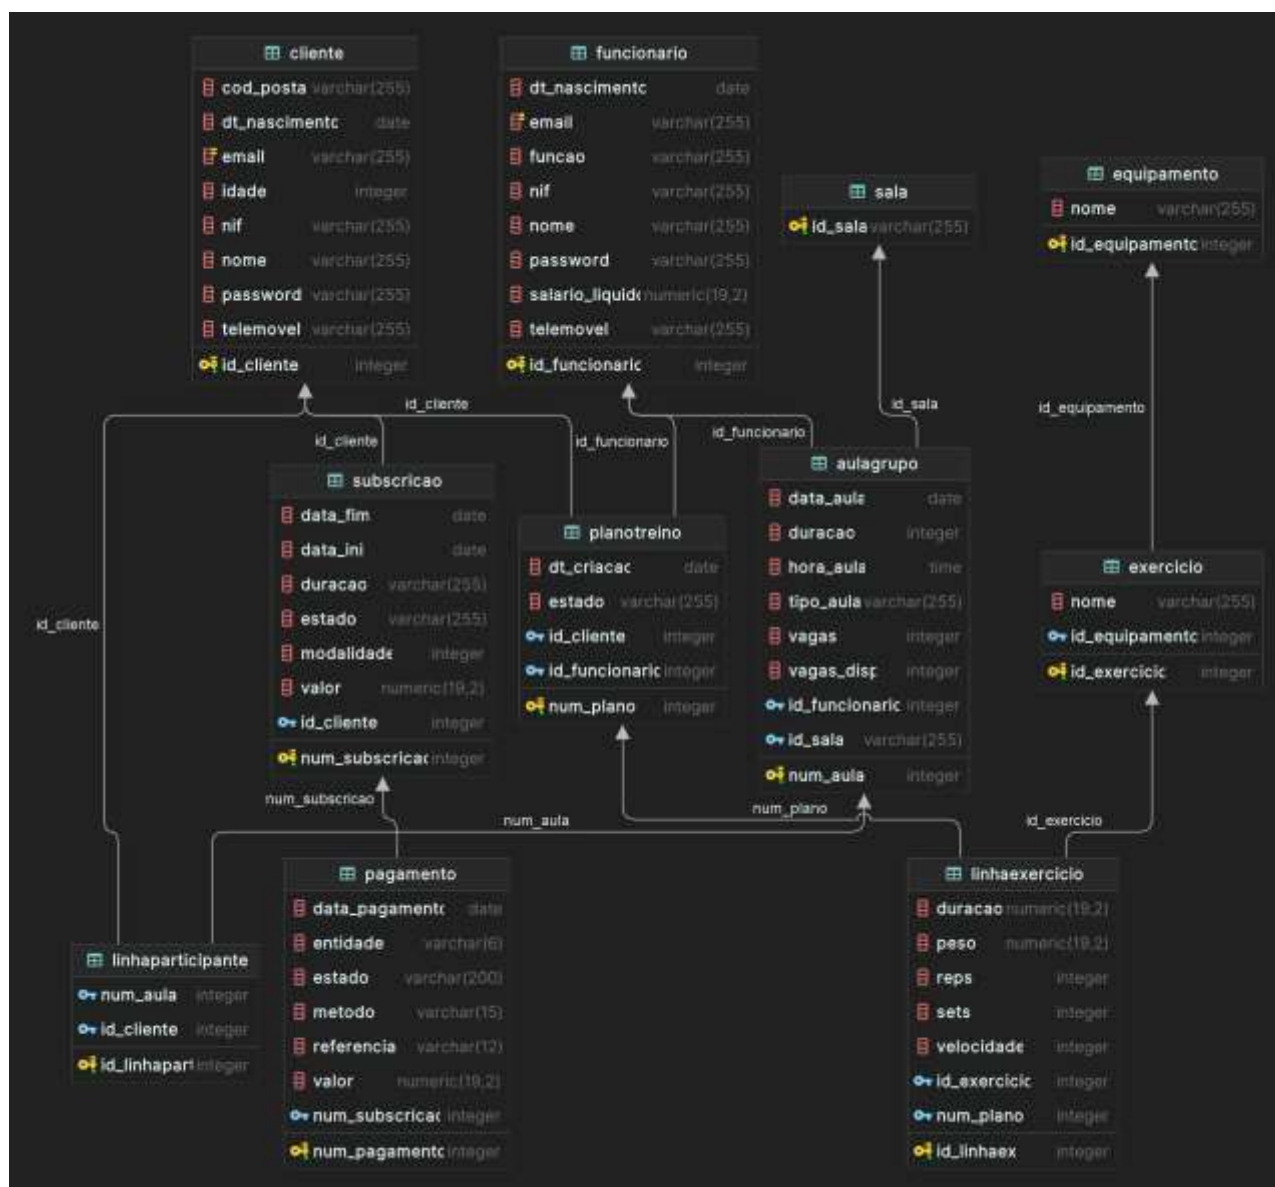 cliente
cod_posta varchar(255)
dt_nascimento date
email varchar(255)
idade integer
nif varchar(255)
nome varchar(255)
password varchar(255)
telemovel varchar(255)
id_cliente integer
funcionario
dt_nascimento date
email varchar(255)
funcao varchar(255)
nif varchar(255)
nome varchar(255)
password varchar(255)
salario_liquido numeric(19,2)
telemovel varchar(255)
id_funcionario integer
sala
id_sala varchar(255)
equipamento
nome varchar(255)
id_equipamento integer
id_cliente
id_cliente
id_cliente
id_funcionario
id_funcionario
id_sala
id_equipamento
subscricao
data_fim date
data_ini date
duracao varchar(255)
estado varchar(255)
modalidade integer
valor numeric(19,2)
id_cliente integer
num_subscricac integer
planotreino
dt_criacac date
estado varchar(255)
id_cliente integer
id_funcionaric integer
num_plano integer
aulagrupo
data_aula date
duracao integer
hora_aula time
tipo_aula varchar(255)
vagas integer
vagas_disp integer
id_funcionaric integer
id_sala varchar(255)
num_aula integer
exercicio
nome varchar(255)
id_equipamento integer
id_exercicic integer
num_subscricao
num_aula
num_plano
id_exercicio
linhaparticipante
num_aula integer
id_cliente integer
id_linhapart integer
pagamento
data_pagamento date
entidade varchar(6)
estado varchar(200)
metodo varchar(15)
referencia varchar(12)
valor numeric(19,2)
num_subscricac integer
num_pagamento integer
linhaexercicio
duracao numeric(19,2)
peso numeric(19,2)
reps integer
sets integer
velocidade integer
id_exercicic integer
num_plano integer
id_linhaex integer